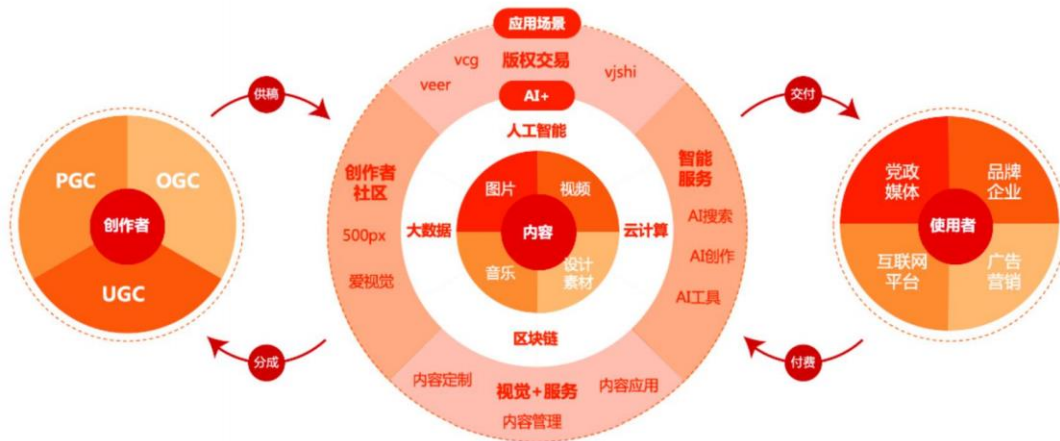 应用场景
版权交易
vcg
veer
vjshi
AI+
人工智能
供稿
交付
PGC
OGC
创作者
UGC
创作者
社区
500px
爱视觉
大数据
图片
视频
内容
音乐
设计
素材
云计算
区块链
智能
服务
AI搜索
AI创作
AI工具
党政
媒体
品牌
企业
使用者
互联网
平台
广告
营销
分成
付费
内容定制
视觉+服务
内容应用
内容管理